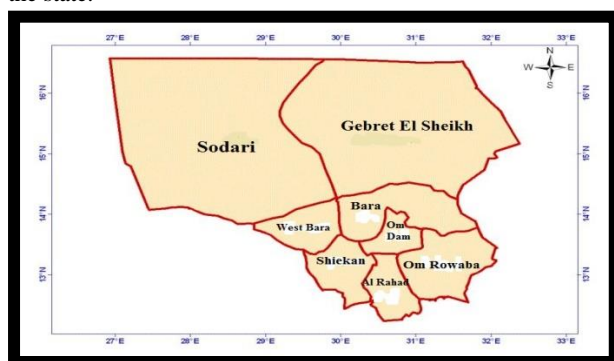 the state.
27°E 28°E 29°E 30°E 31°E 32°E 33°E
N
W E
S
16°N 16°N
Gebret El Sheikh
Sodari
15°N 15°N
Bara
14°N 14°N
West Bara
Om
Dam
Shiekan
Om Rowaba
13°N 13°N
Al Rahad
27°E 28°E 29°E 30°E 31°E 32°E 33°E